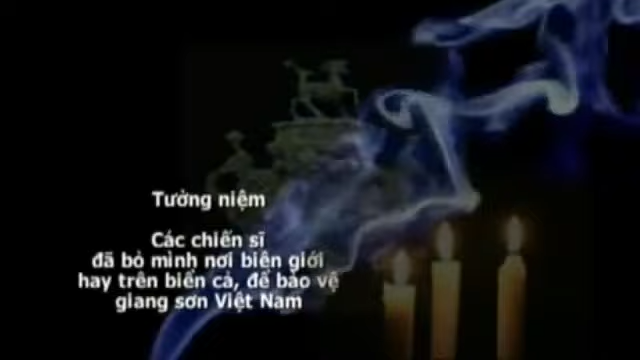 Tưởng niệm
Các chiến sĩ
đã bỏ mình nơi biên giới
hay trên biển cả, để bảo vệ
giang sơn Việt Nam